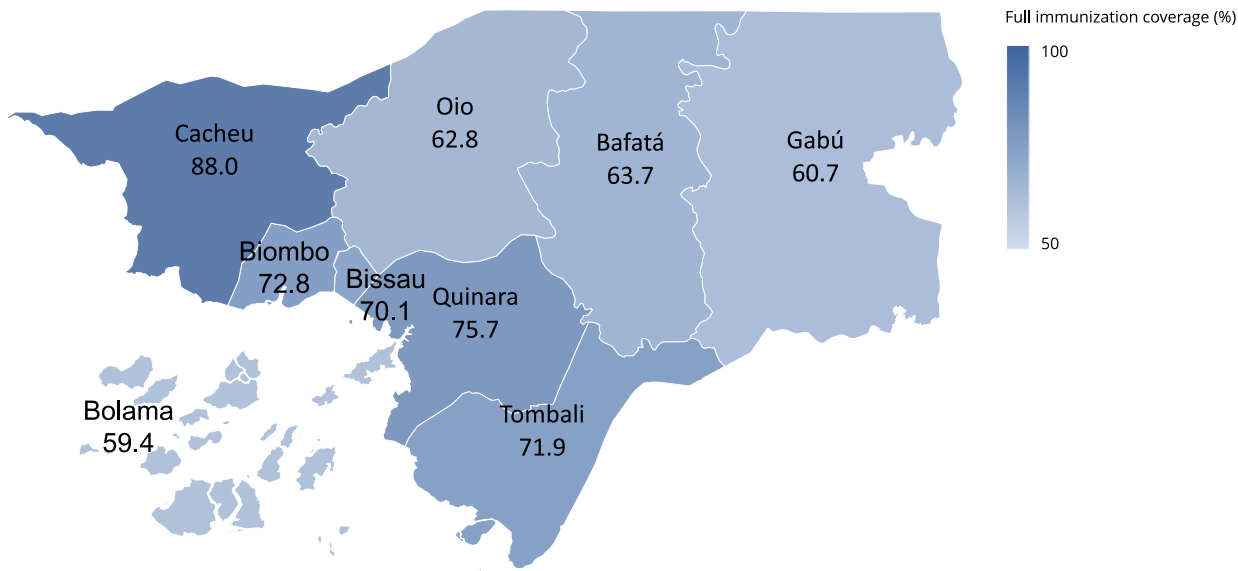 Full immunization coverage (%)
100
50
Oio
62.8
Cacheu
88.0
Bafatá
63.7
Gabú
60.7
Biombo
72.8
Bissau
70.1
Quinara
75.7
Bolama
59.4
Tombali
71.9